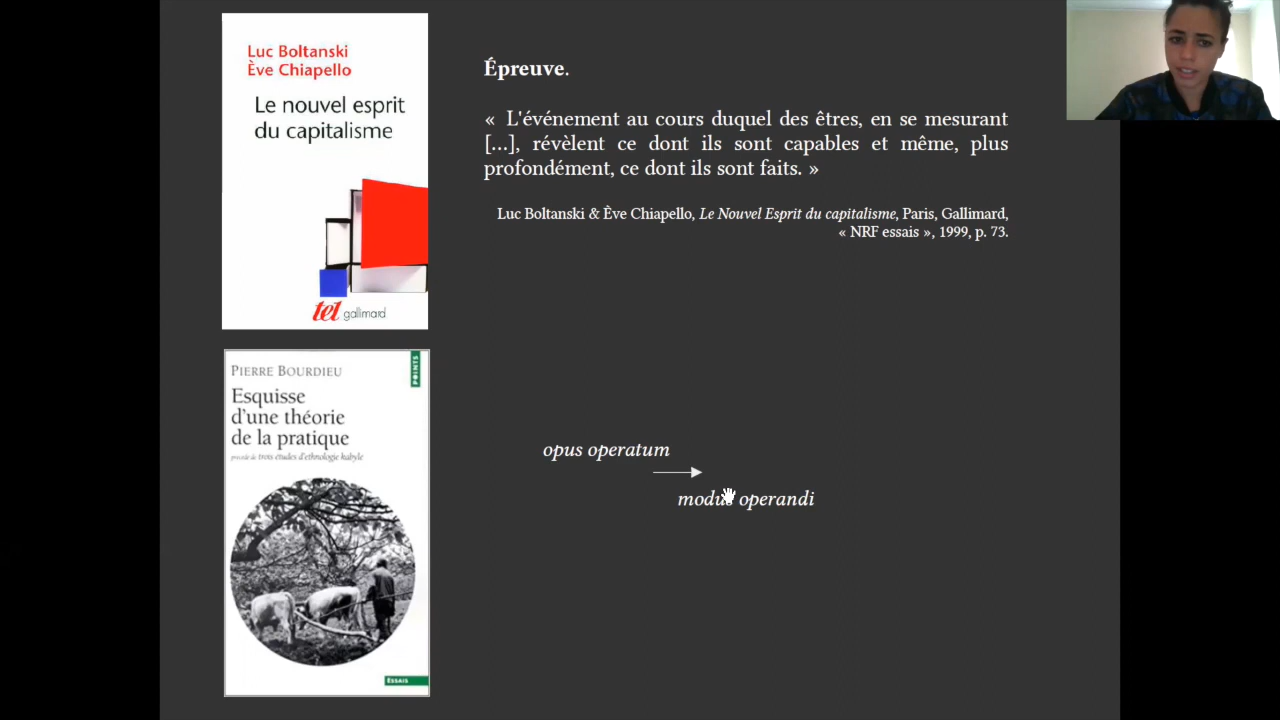 Luc Boltanski
Ève Chiapello
Le nouvel esprit
du capitalisme
tel gallimard
Épreuve.
« L'événement au cours duquel des êtres, en se mesurant
[...], révèlent ce dont ils sont capables et même, plus
profondément, ce dont ils sont faits. »
Luc Boltanski & Ève Chiapello, Le Nouvel Esprit du capitalisme, Paris, Gallimard,
« NRF essais », 1999, p. 73.
POINTS
PIERRE BOURDIEU
Esquisse
d'une théorie
de la pratique
précédé de trois études d'ethnologie kabyle
ESSAIS
opus operatum
modus operandi